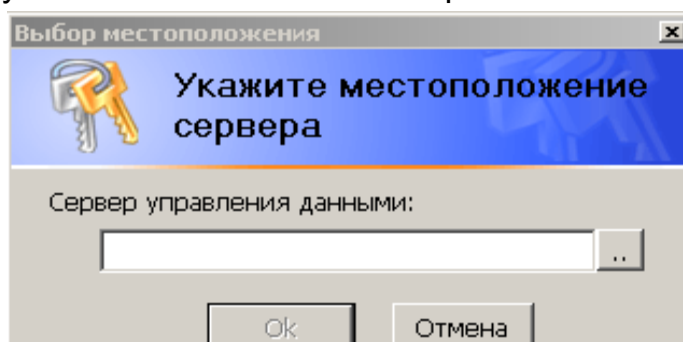 Выбор местоположения
Укажите местоположение
сервера
Сервер управления данными:
..
Ok
Отмена